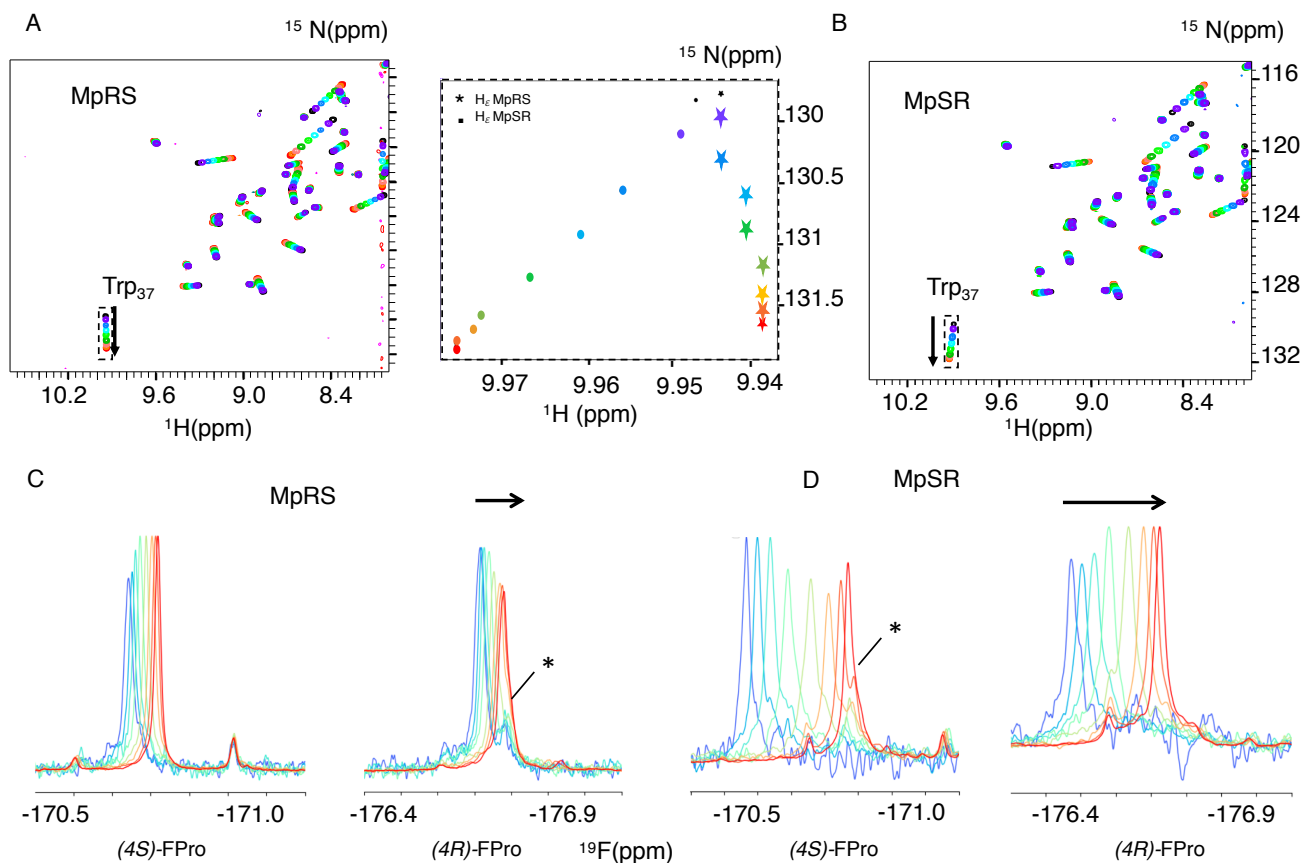 A
¹⁵ N(ppm)
MpRS
Trp₃₇
10.2 9.6 9.0 8.4
¹H(ppm)
¹⁵ N(ppm)
★ Hε MpRS
■ Hε MpSR
130
130.5
131
131.5
9.97 9.96 9.95 9.94
¹H (ppm)
B
MpSR
Trp₃₇
116
120
124
128
132
10.2 9.6 9.0 8.4
¹H(ppm)
C
MpRS
*
-170.5 -171.0 -176.4 -176.9
(4S)-FPro (4R)-FPro
¹⁹F(ppm)
D
MpSR
*
-170.5 -171.0 -176.4 -176.9
(4S)-FPro (4R)-FPro